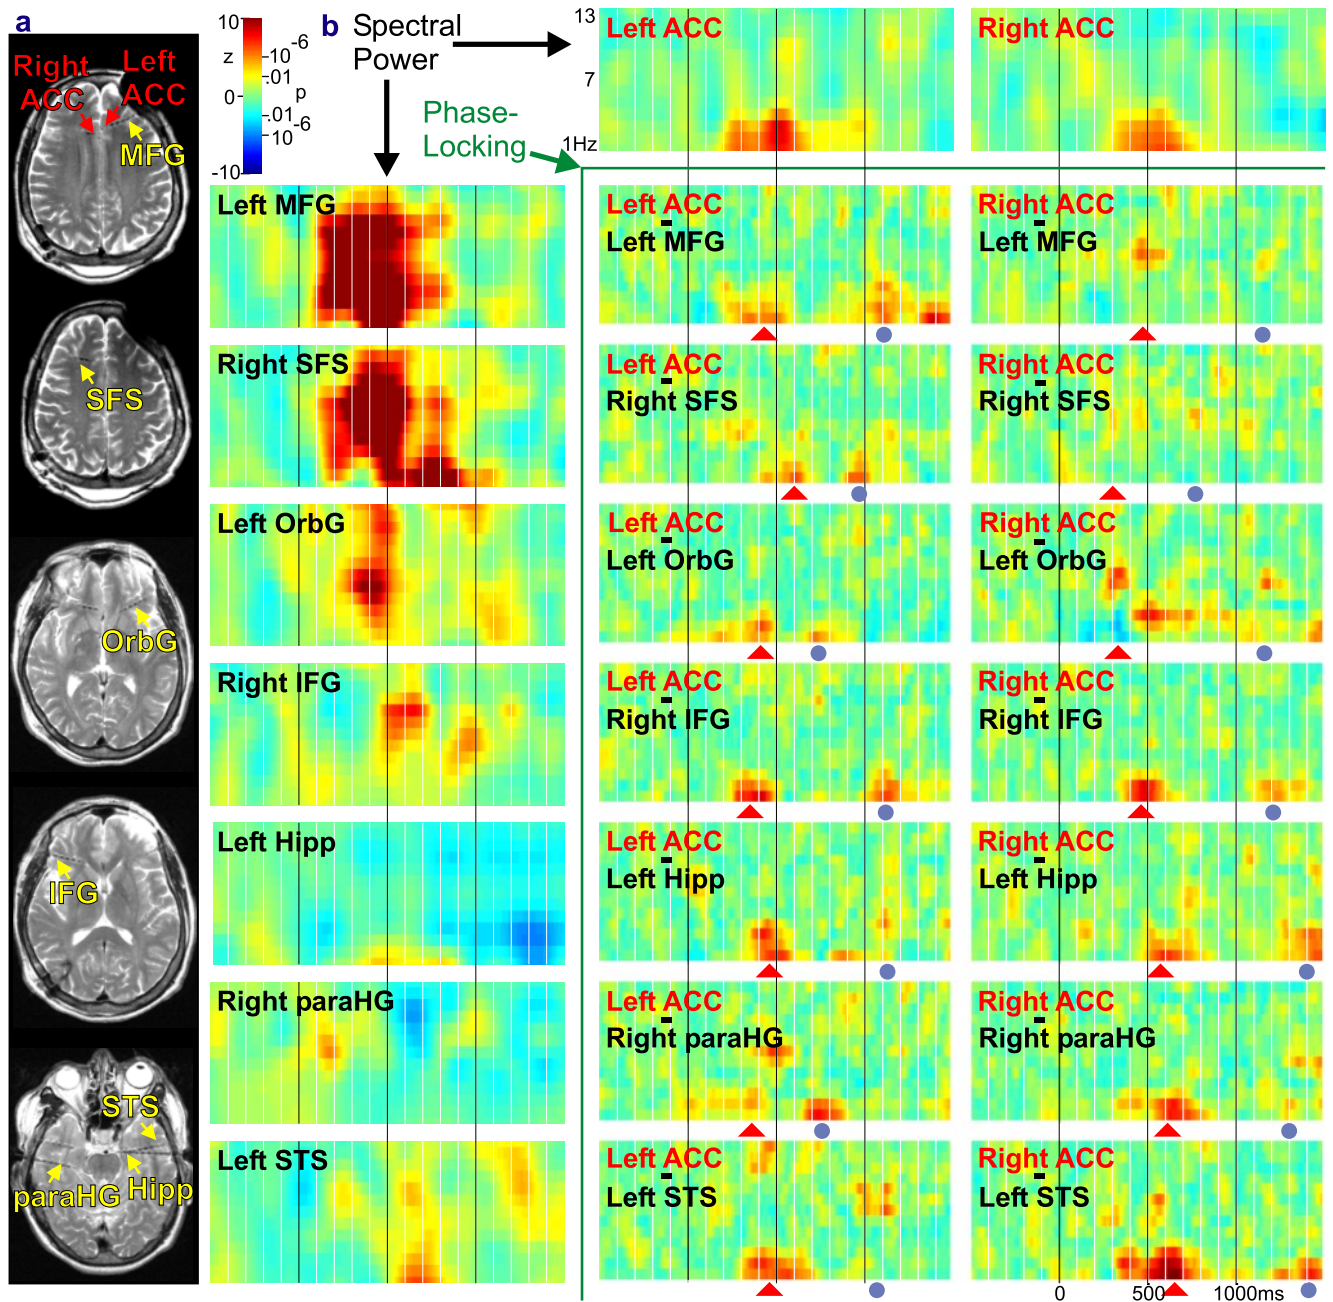 a
Right
ACC
Left
ACC
MFG
SFS
OrbG
IFG
STS
paraHG
Hipp
10
z
0
-10
10-6
.01
p
.01
10-6
b
Spectral
Power
Phase-
Locking
13
7
1Hz
Left ACC
Right ACC
Left MFG
Left ACC
-
Left MFG
Right ACC
-
Left MFG
Right SFS
Left ACC
-
Right SFS
Right ACC
-
Right SFS
Left OrbG
Left ACC
-
Left OrbG
Right ACC
-
Left OrbG
Right IFG
Left ACC
-
Right IFG
Right ACC
-
Right IFG
Left Hipp
Left ACC
-
Left Hipp
Right ACC
-
Left Hipp
Right paraHG
Left ACC
-
Right paraHG
Right ACC
-
Right paraHG
Left STS
Left ACC
-
Left STS
Right ACC
-
Left STS
0 500 1000ms